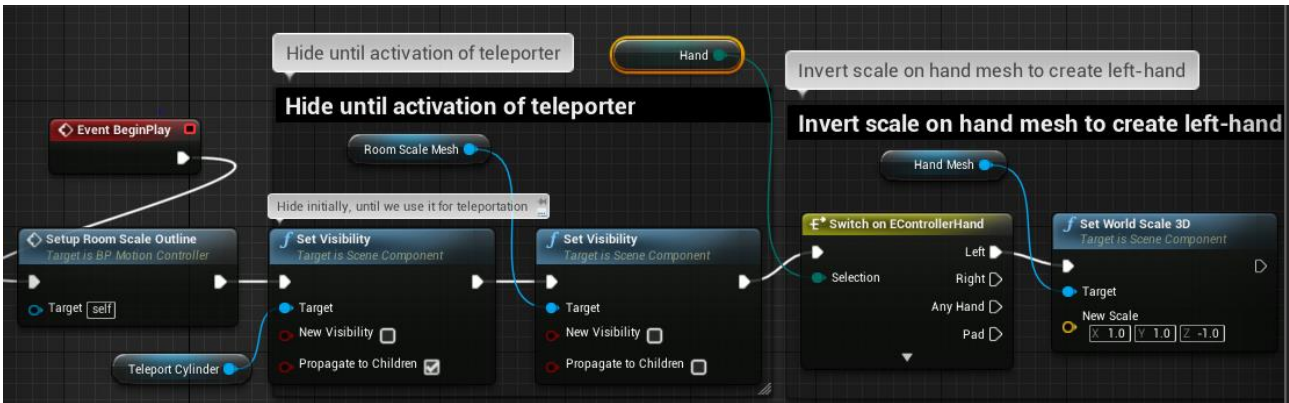 Hide until activation of teleporter
Hand
Invert scale on hand mesh to create left-hand
Hide until activation of teleporter
Invert scale on hand mesh to create left-hand
Event BeginPlay
Room Scale Mesh
Hand Mesh
Hide initially, until we use it for teleportation
Setup Room Scale Outline
Target is BP Motion Controller
Target self
Set Visibility
Target is Scene Component
Target
New Visibility
Propagate to Children
Teleport Cylinder
Set Visibility
Target is Scene Component
Target
New Visibility
Propagate to Children
Switch on EControllerHand
Selection
Left
Right
Any Hand
Pad
Set World Scale 3D
Target is Scene Component
Target
New Scale
X 1.0 Y 1.0 Z -1.0